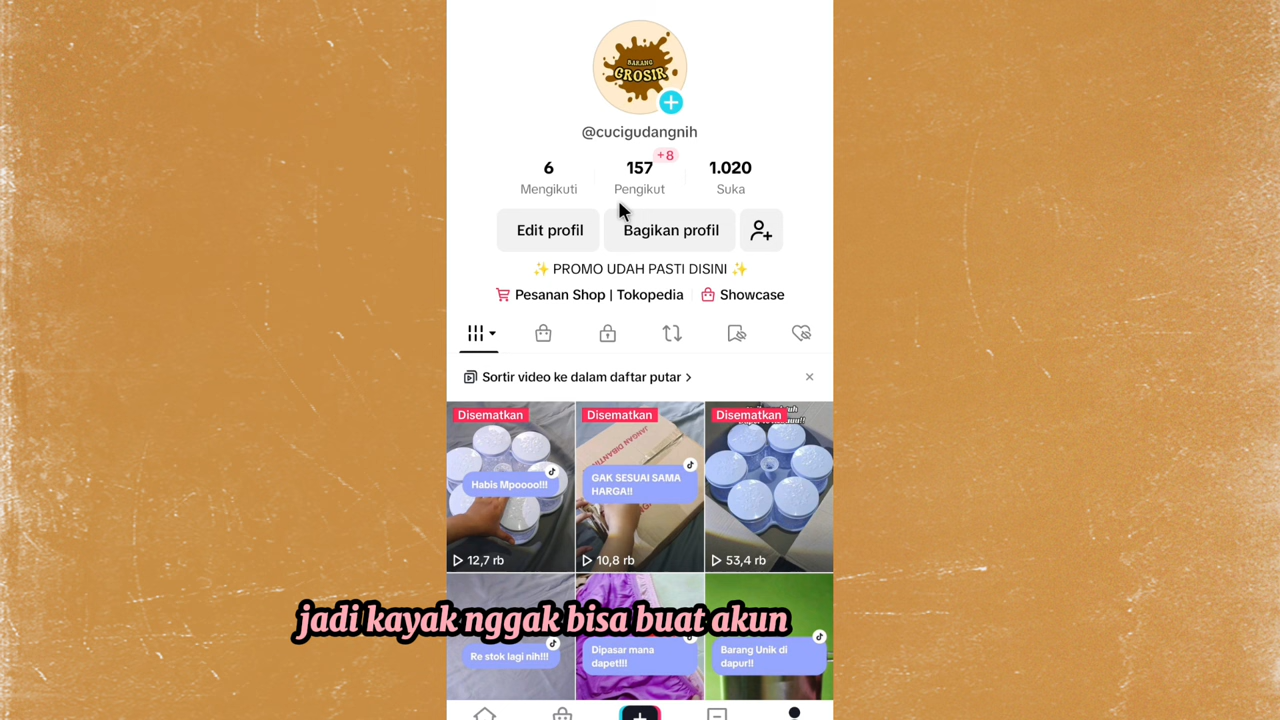 BARANG
GROSIR
@cucigudangnih
6
157
+8
1.020
Mengikuti
Pengikut
Suka
Edit profil
Bagikan profil
✨ PROMO UDAH PASTI DISINI ✨
Pesanan Shop | Tokopedia
Showcase
Sortir video ke dalam daftar putar >
Disematkan
Disematkan
Disematkan
JANGAN DIBANTING
Habis Mpoooo!!!
GAK SESUAI SAMA
HARGA!!
12,7 rb
10,8 rb
53,4 rb
jadi kayak nggak bisa buat akun
Re stok lagi nih!!!
Dipasar mana
dapet!!!
Barang Unik di
dapur!!